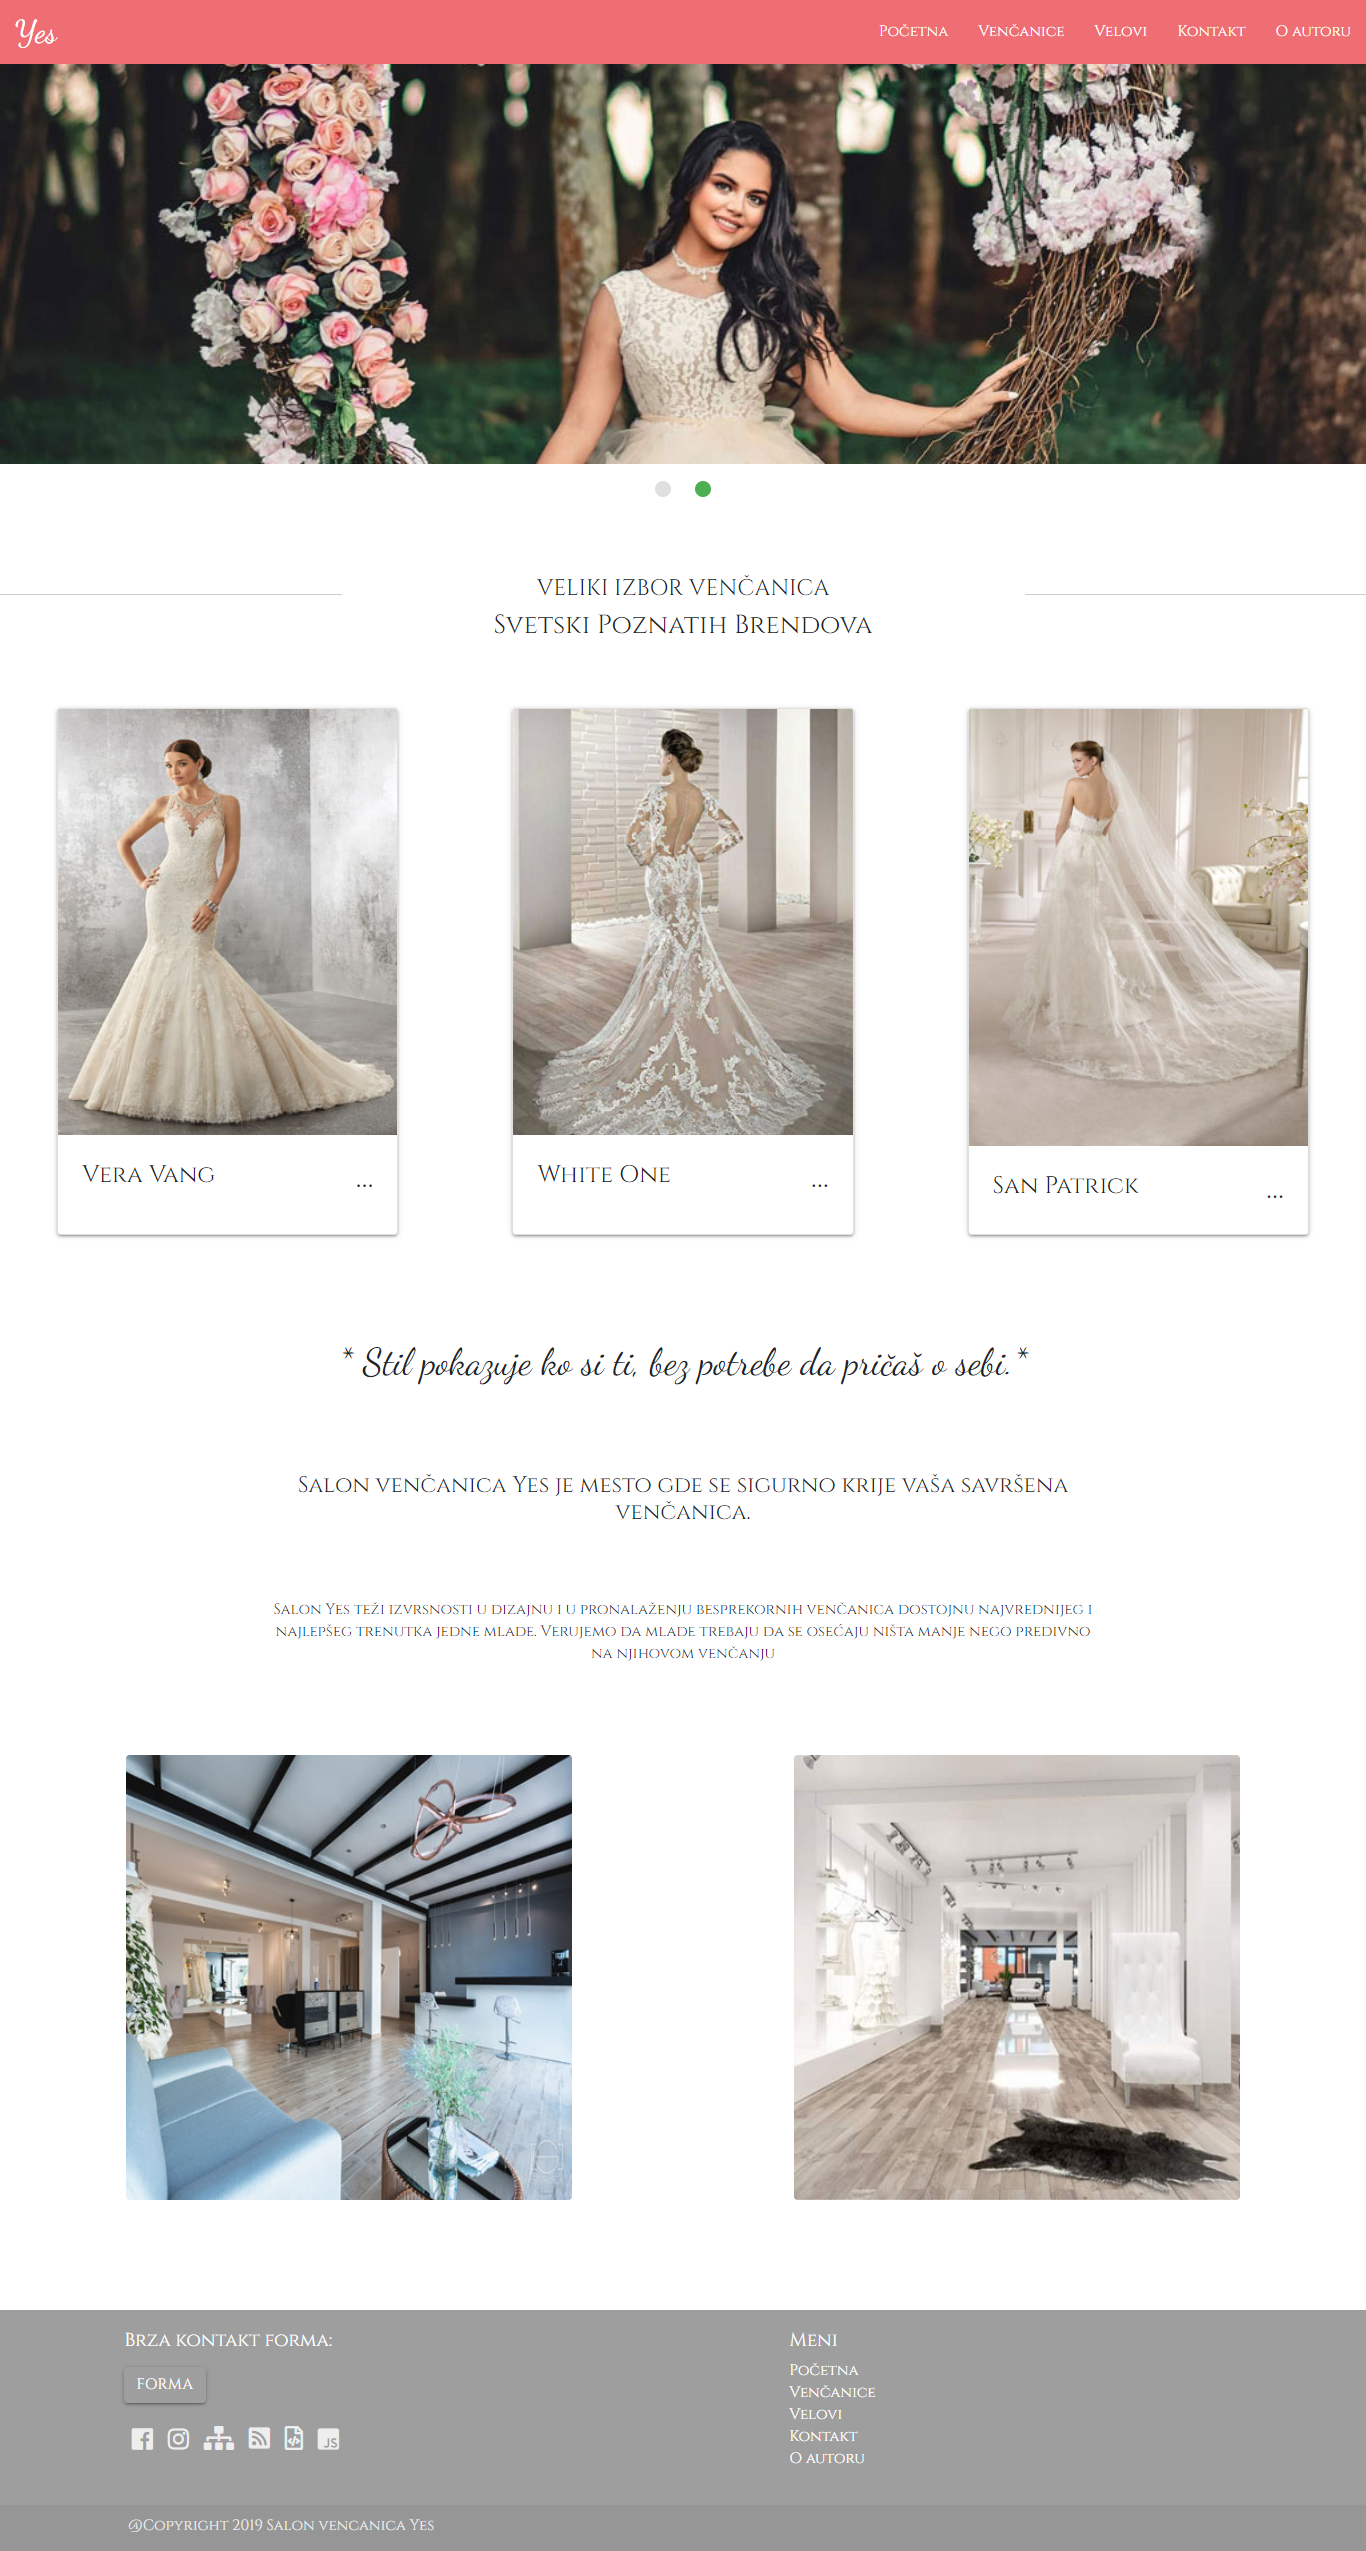 Yes
Početna Venčanice Velovi Kontakt O autoru
VELIKI IZBOR VENČANICA
Svetski Poznatih Brendova
Vera Vang ...
White One ...
San Patrick ...
* Stil pokazuje ko si ti, bez potrebe da pričaš o sebi. *
Salon venčanica Yes je mesto gde se sigurno krije vaša savršena
venčanica.
Salon Yes teži izvrsnosti u dizajnu i u pronalaženju besprekornih venčanica dostojnu najvrednijeg i
najlepšeg trenutka jedne mlade. Verujemo da mlade trebaju da se osećaju ništa manje nego predivno
na njihovom venčanju
Brza kontakt forma:
FORMA
JS
Meni
Početna
Venčanice
Velovi
Kontakt
O autoru
@Copyright 2019 Salon vencanica Yes